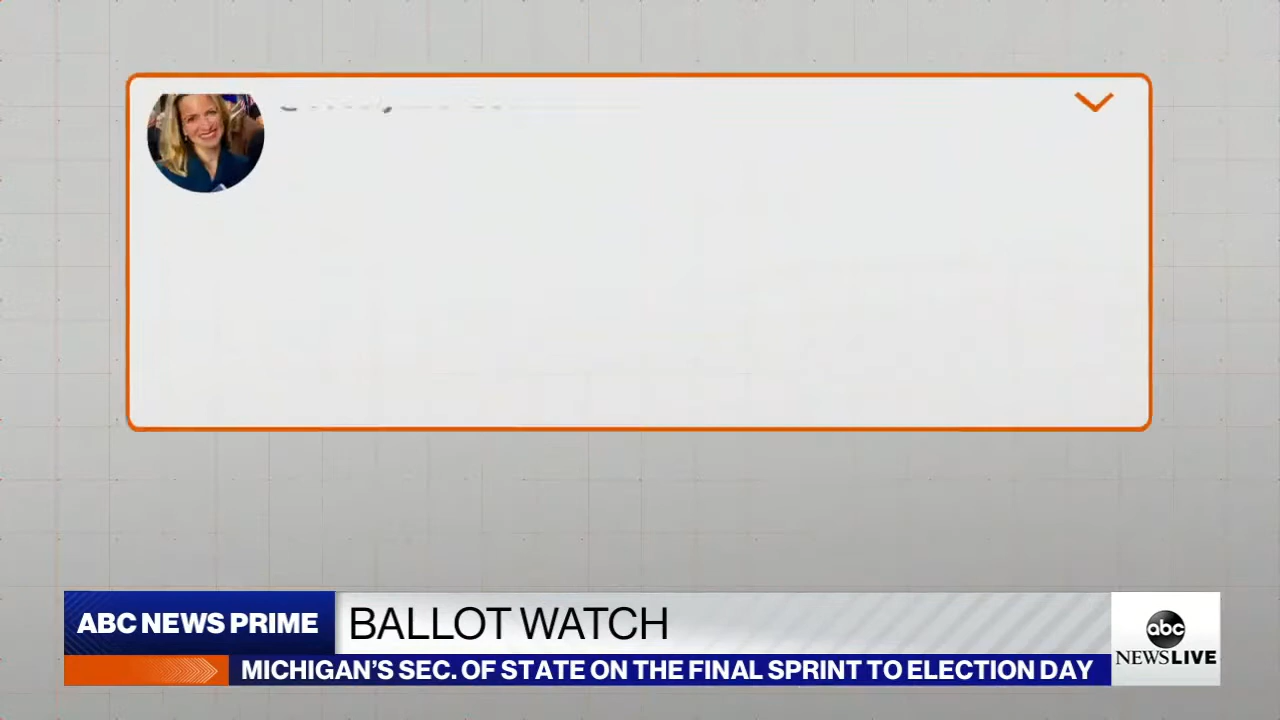 ABC NEWS PRIME
BALLOT WATCH
MICHIGAN'S SEC. OF STATE ON THE FINAL SPRINT TO ELECTION DAY
abc
NEWS LIVE